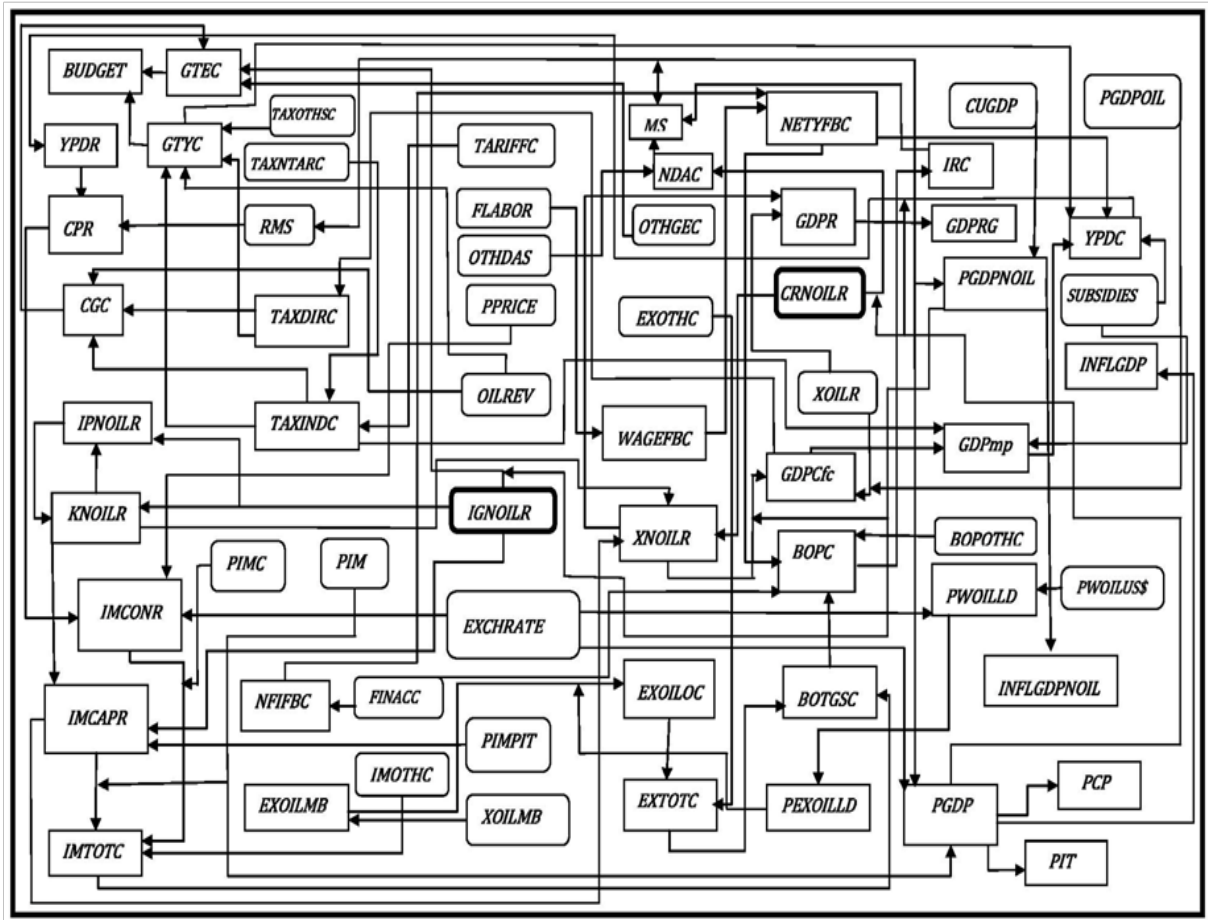 BUDGET
GTEC
TAXOTHSC
MS
NETYFBC
CUGDP
PGDPOIL
YPDR
GTYC
TAXNTARC
TARIFFC
NDAC
IRC
CPR
RMS
FLABOR
OTHGEC
GDPR
GDPRG
YPDC
OTHDAS
PGDPNOIL
SUBSIDIES
CGC
TAXDIRC
PPRICE
EXOTHC
CRNOILR
INFLGDP
OILREV
XOILR
IPNOILR
TAXINDC
WAGEFBC
GDPmp
GDPCfc
KNOILR
IGNOILR
XNOILR
BOPC
BOPOTHC
PIMC
PIM
IMCONR
EXCHRATE
PWOILLD
PWOILUS$
NFIFBC
FINACC
EXOILOC
BOTGSC
INFLGDPNOIL
IMCAPR
PIMPIT
IMOTHC
EXOILMB
XOILMB
EXTOTC
PEXOILLD
PGDP
PCP
IMTOTC
PIT